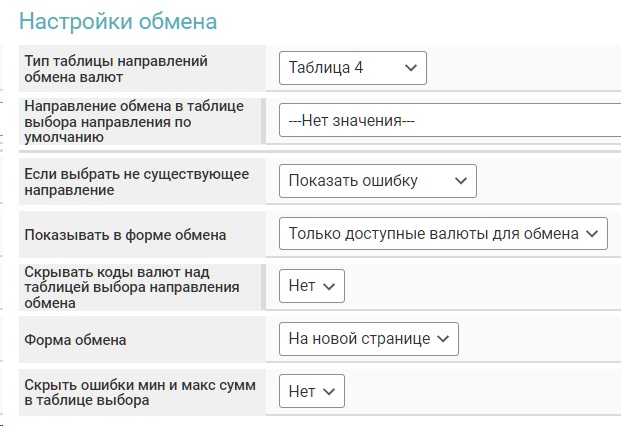 Настройки обмена
Тип таблицы направлений
обмена валют
Таблица 4
Направление обмена в таблице
выбора направления по
умолчанию
---Нет значения---
Если выбрать не существующее
направление
Показать ошибку
Показывать в форме обмена
Только доступные валюты для обмена
Скрывать коды валют над
таблицей выбора направления
обмена
Нет
Форма обмена
На новой странице
Скрыть ошибки мин и макс сумм
в таблице выбора
Нет